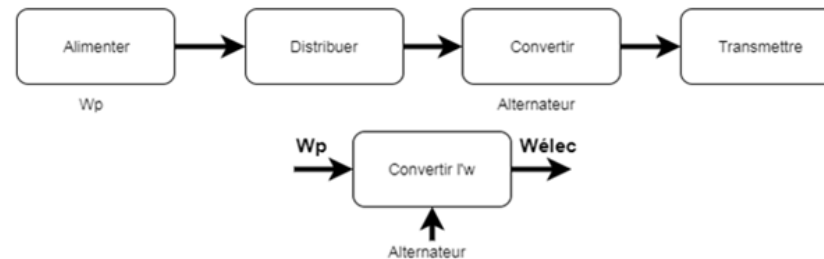 Alimenter Distribuer Convertir Transmettre
Wp Alternateur
Wp Wélec
Convertir l'w
Alternateur